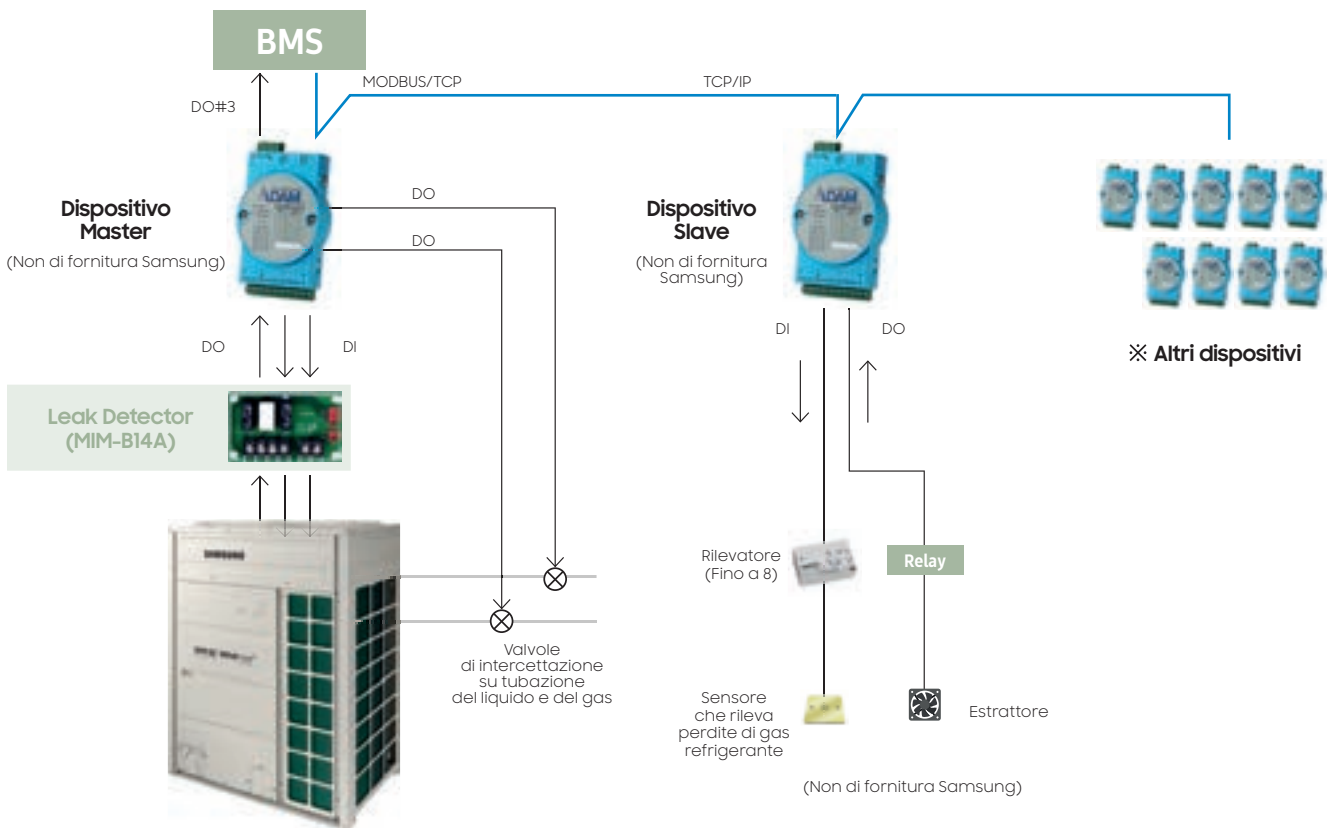 BMS
MODBUS/TCP
TCP/IP
DO#3
ADAM
DO
Dispositivo
Master
(Non di fornitura Samsung)
DO
Dispositivo
Slave
(Non di fornitura
Samsung)
DO
DI
DI
DO
※ Altri dispositivi
Leak Detector
(MIM-B14A)
SAMSUNG
Rilevatore
(Fino a 8)
Relay
Valvole
di intercettazione
su tubazione
del liquido e del gas
Sensore
che rileva
perdite di gas
refrigerante
Estrattore
(Non di fornitura Samsung)